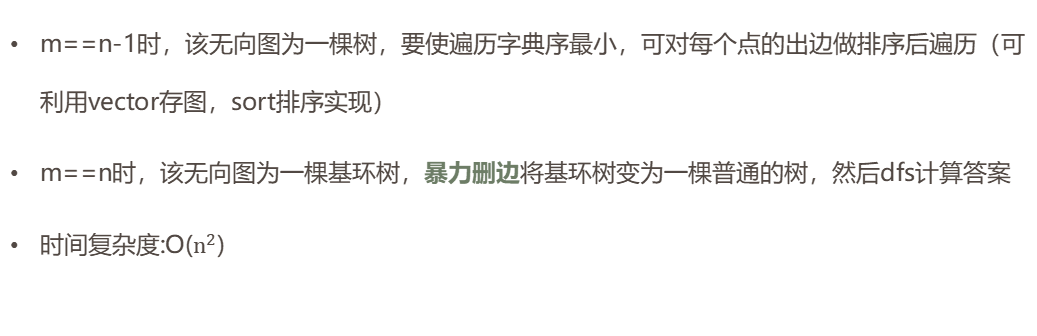 • m==n-1时，该无向图为一棵树，要使遍历字典序最小，可对每个点的出边做排序后遍历（可
利用vector存图，sort排序实现）
• m==n时，该无向图为一棵基环树，暴力删边将基环树变为一棵普通的树，然后dfs计算答案
• 时间复杂度:O(n²)